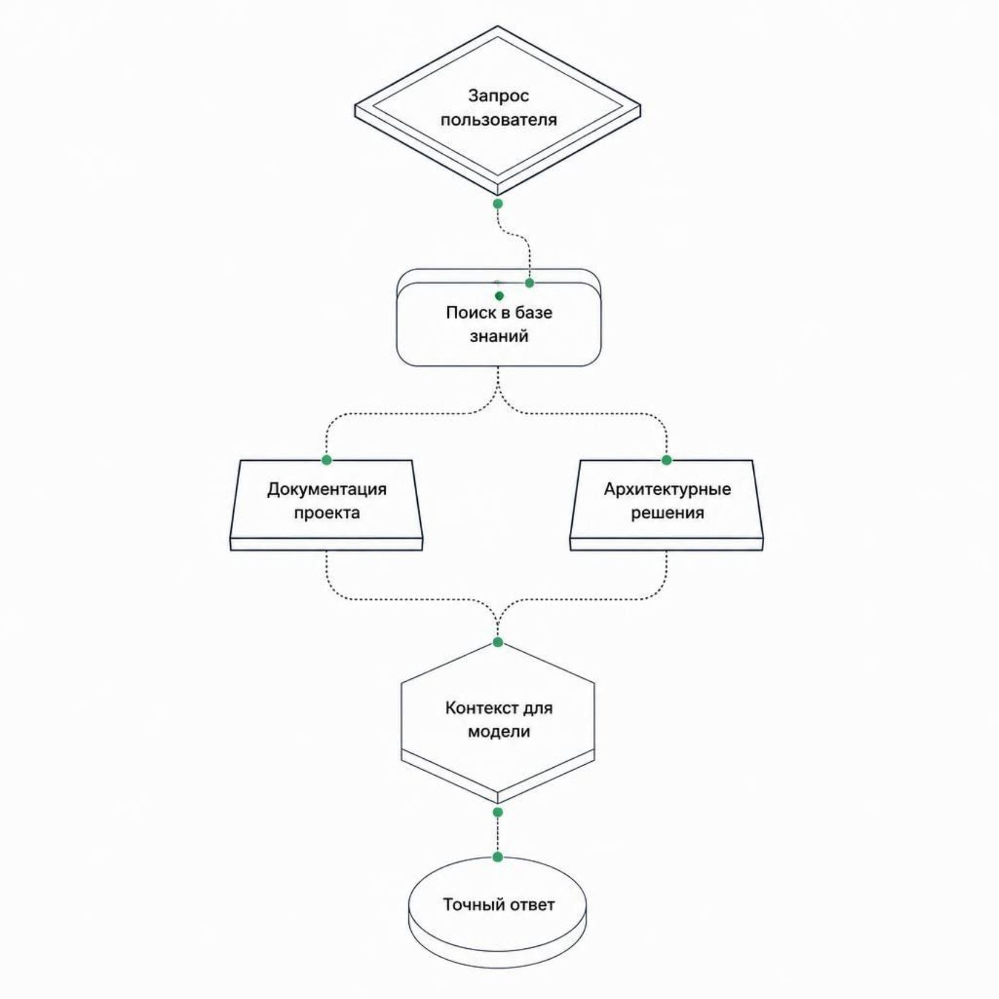 Запрос
пользователя
Поиск в базе
знаний
Документация
проекта
Архитектурные
решения
Контекст для
модели
Точный ответ